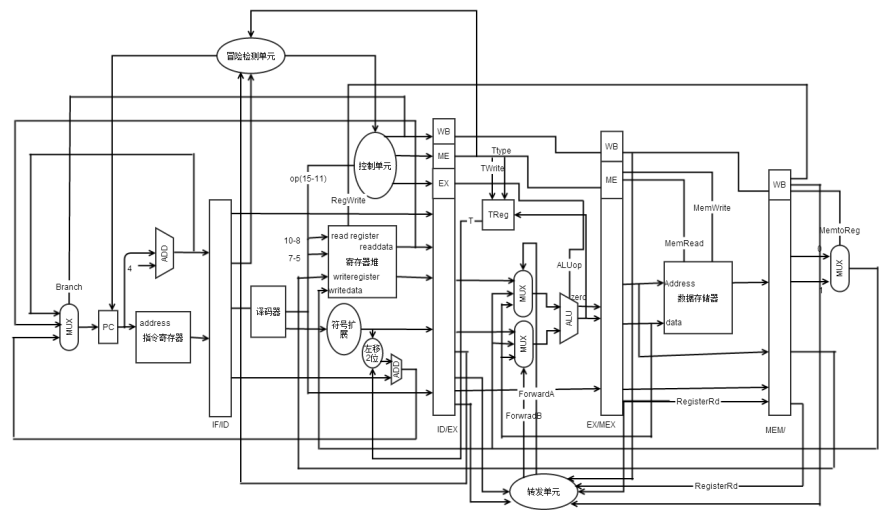 冒险检测单元
WB
ME
EX
控制单元
Ttype
TWrite
op(15-11)
RegWrite
TReg
T
WB
ME
MemWrite
MemRead
WB
MemtoReg
0
1
MUX
10-8
7-5
read register
readdata
寄存器堆
writeregister
writedata
ADD
4
Branch
MUX
PC
address
指令寄存器
译码器
符号扩展
左移2位
ADD
MUX
MUX
ALUop
zero
ALU
Address
数据存储器
data
ForwardA
ForwradB
RegisterRd
IF/ID
ID/EX
EX/MEX
MEM/
RegisterRd
转发单元